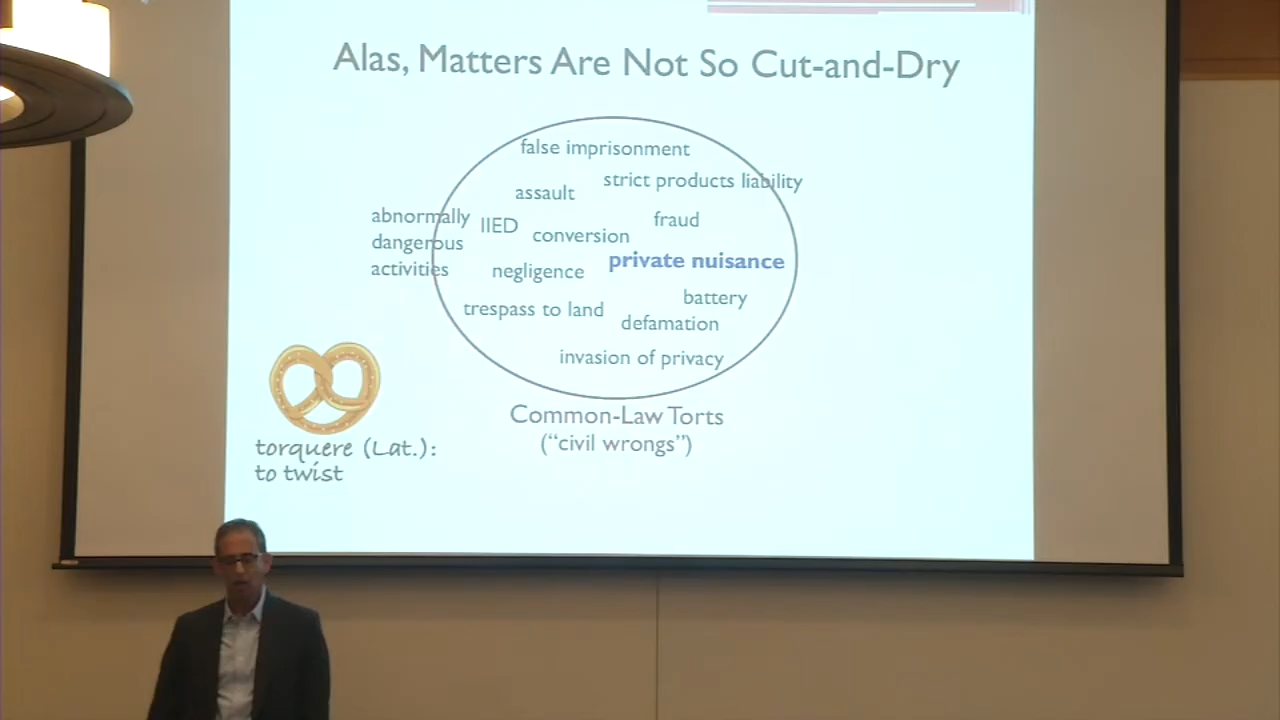 Alas, Matters Are Not So Cut-and-Dry
false imprisonment
strict products liability
assault
abnormally
dangerous
activities
IIED
fraud
conversion
private nuisance
negligence
battery
trespass to land
defamation
invasion of privacy
Common-Law Torts
(“civil wrongs”)
torquere (Lat.):
to twist